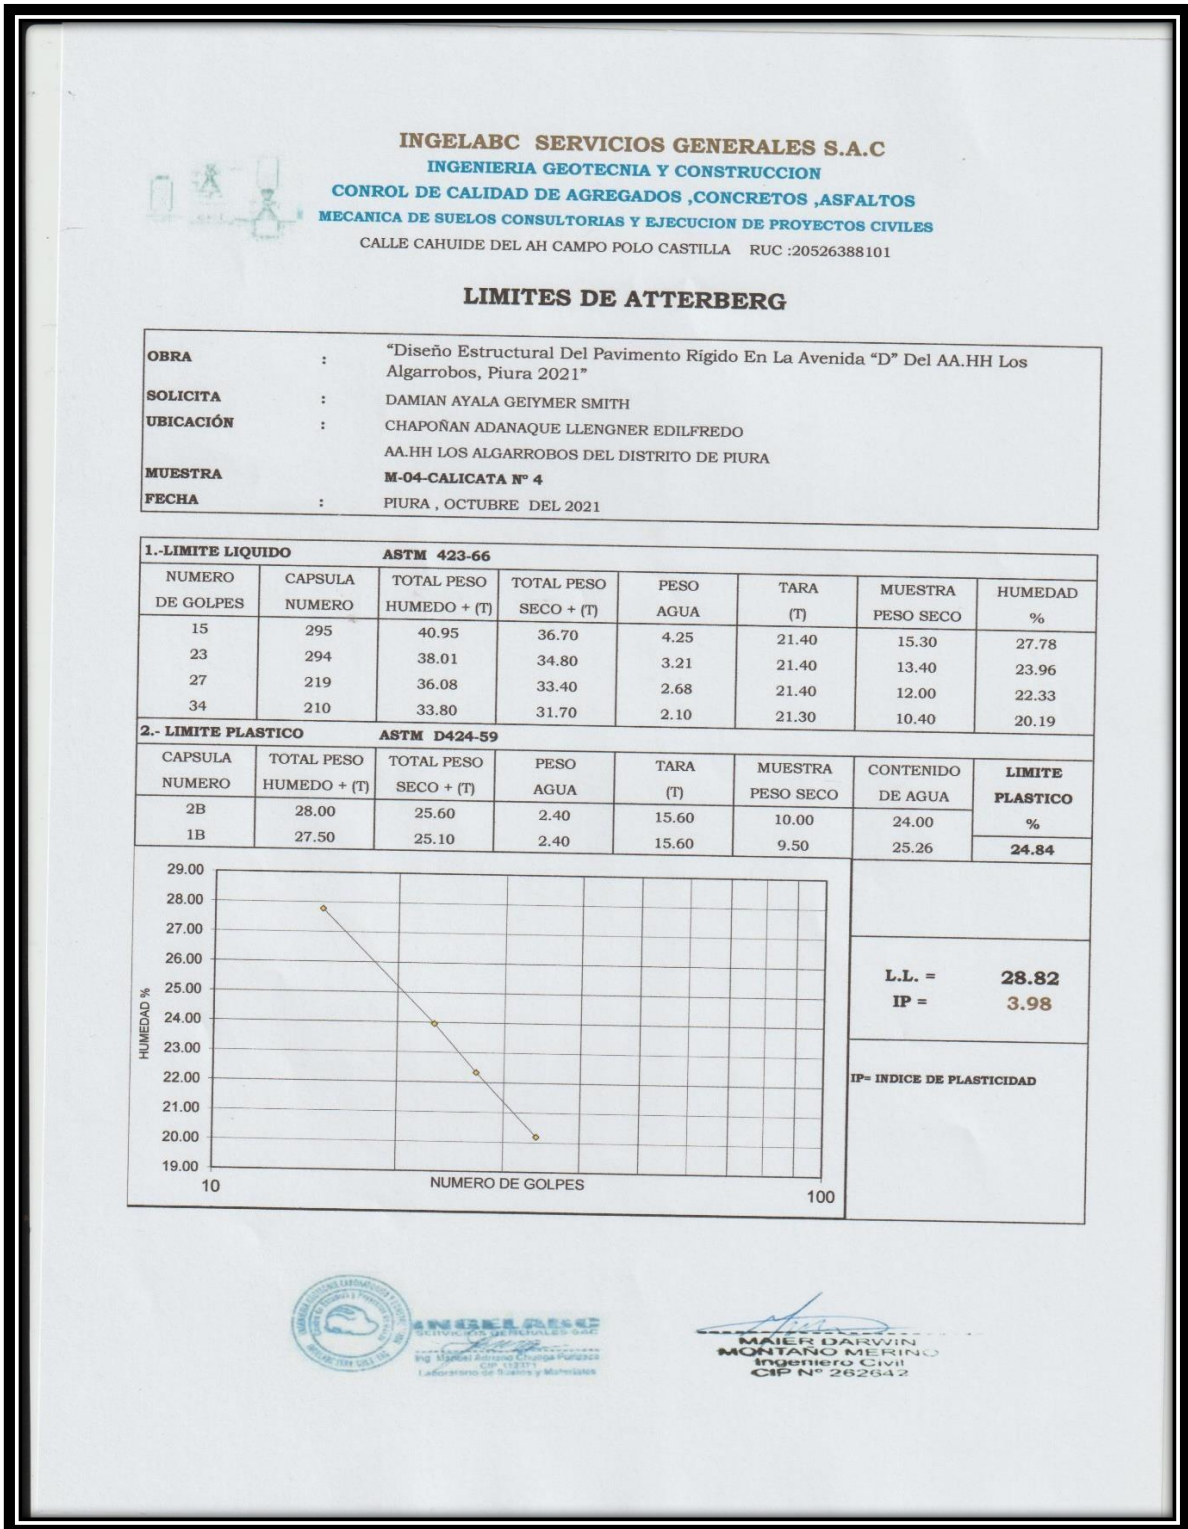 INGELABC SERVICIOS GENERALES S.A.C
INGENIERIA GEOTECNIA Y CONSTRUCCION
CONROL DE CALIDAD DE AGREGADOS ,CONCRETOS ,ASFALTOS
MECANICA DE SUELOS CONSULTORIAS Y EJECUCION DE PROYECTOS CIVILES
CALLE CAHUIDE DEL AH CAMPO POLO CASTILLA RUC :20526388101
LIMITES DE ATTERBERG
OBRA : “Diseño Estructural Del Pavimento Rígido En La Avenida “D” Del AA.HH Los
Algarrobos, Piura 2021”
SOLICITA : DAMIAN AYALA GEIYMER SMITH
UBICACIÓN : CHAPOÑAN ADANAQUE LLENGNER EDILFREDO
AA.HH LOS ALGARROBOS DEL DISTRITO DE PIURA
MUESTRA M-04-CALICATA Nº 4
FECHA : PIURA , OCTUBRE DEL 2021
1.-LIMITE LIQUIDO ASTM 423-66
NUMERO CAPSULA TOTAL PESO TOTAL PESO PESO TARA MUESTRA HUMEDAD
DE GOLPES NUMERO HUMEDO + (T) SECO + (T) AGUA (T) PESO SECO %
15 295 40.95 36.70 4.25 21.40 15.30 27.78
23 294 38.01 34.80 3.21 21.40 13.40 23.96
27 219 36.08 33.40 2.68 21.40 12.00 22.33
34 210 33.80 31.70 2.10 21.30 10.40 20.19
2.- LIMITE PLASTICO ASTM D424-59
CAPSULA TOTAL PESO TOTAL PESO PESO TARA MUESTRA CONTENIDO LIMITE
NUMERO HUMEDO + (T) SECO + (T) AGUA (T) PESO SECO DE AGUA PLASTICO
2B 28.00 25.60 2.40 15.60 10.00 24.00 %
1B 27.50 25.10 2.40 15.60 9.50 25.26 24.84
29.00
28.00
27.00
26.00
25.00
24.00
23.00
22.00
21.00
20.00
19.00
HUMEDAD %
10 NUMERO DE GOLPES 100
L.L. = 28.82
IP = 3.98
IP= INDICE DE PLASTICIDAD
INGELABC
SERVICIOS GENERALES SAC
Laboratorio de Suelos y Materiales
MAIER DARWIN
MONTAÑO MERINO
Ingeniero Civil
CIP Nº 262642